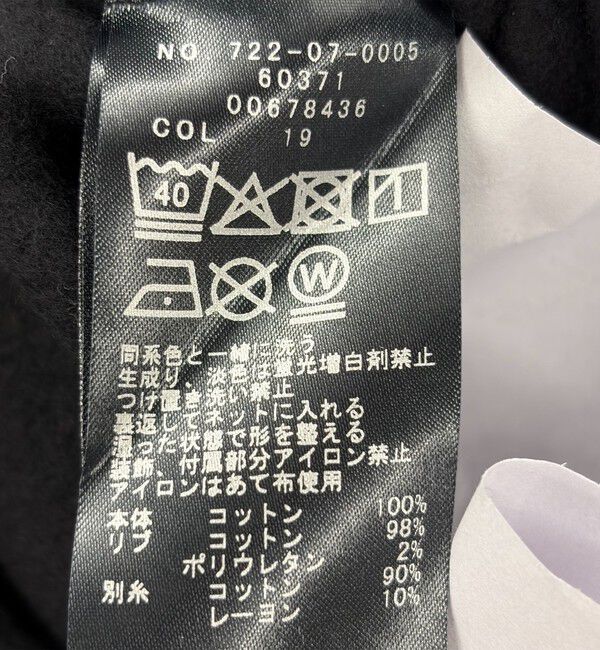 NO 722-07-0005
60371
00678436
COL 19
40
W
同系色と一緒に洗う
生成り、淡色は蛍光増白剤禁止
つけ置き洗い禁止
裏返してネットに入れる
湿った状態で形を整える
装飾付属部分アイロン禁止
アイロンはあて布使用
本体 コットン 100%
リブ コットン 98%
ポリウレタン 2%
別糸 コットン 90%
レーヨン 10%